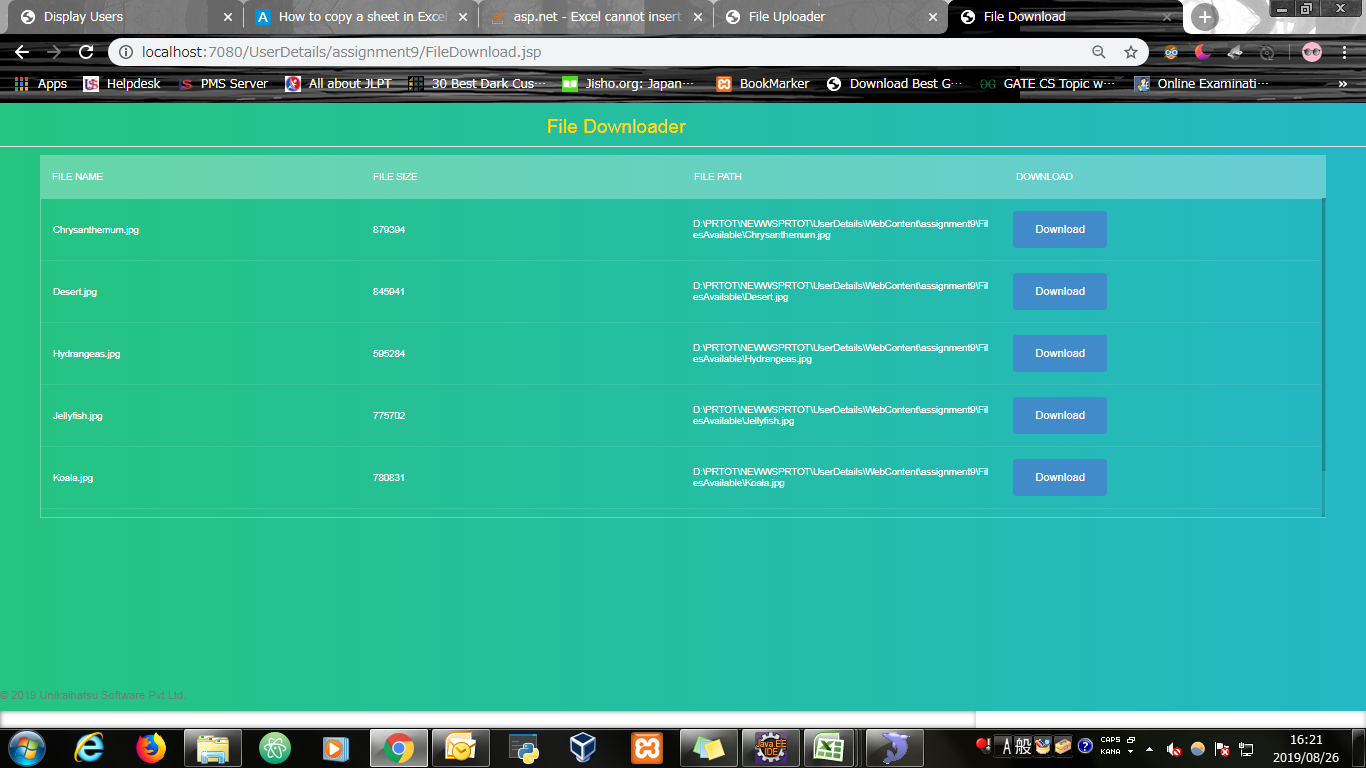 Display Users
How to copy a sheet in Excel
asp.net - Excel cannot insert
File Uploader
File Download
localhost:7080/UserDetails/assignment9/FileDownload.jsp
Apps
Helpdesk
PMS Server
All about JLPT
30 Best Dark Cus…
Jisho.org: Japan…
BookMarker
Download Best G…
GATE CS Topic w…
Online Examinati…
»
File Downloader
FILE NAME FILE SIZE FILE PATH DOWNLOAD
Chrysanthemum.jpg 879394 D:\PRTOT\NEWWSPRTOT\UserDetails\WebContent\assignment9\Fil
esAvailable\Chrysanthemum.jpg
Download
Desert.jpg 845941 D:\PRTOT\NEWWSPRTOT\UserDetails\WebContent\assignment9\Fil
esAvailable\Desert.jpg
Download
Hydrangeas.jpg 595284 D:\PRTOT\NEWWSPRTOT\UserDetails\WebContent\assignment9\Fil
esAvailable\Hydrangeas.jpg
Download
Jellyfish.jpg 775702 D:\PRTOT\NEWWSPRTOT\UserDetails\WebContent\assignment9\Fil
esAvailable\Jellyfish.jpg
Download
Koala.jpg 780831 D:\PRTOT\NEWWSPRTOT\UserDetails\WebContent\assignment9\Fil
esAvailable\Koala.jpg
Download
© 2019 Unikaihatsu Software Pvt Ltd.
Java EE
IDE
A 般
CAPS
KANA
16:21
2019/08/26